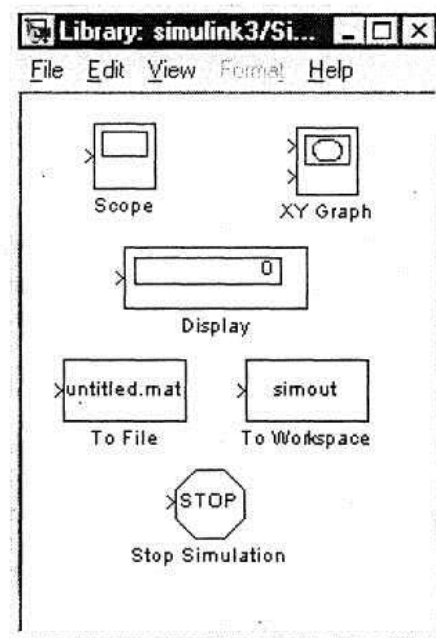 Library: simulink3/Si...
File Edit View Format Help
Scope
XY Graph
0
Display
untitled.mat
simout
To File
To Workspace
STOP
Stop Simulation